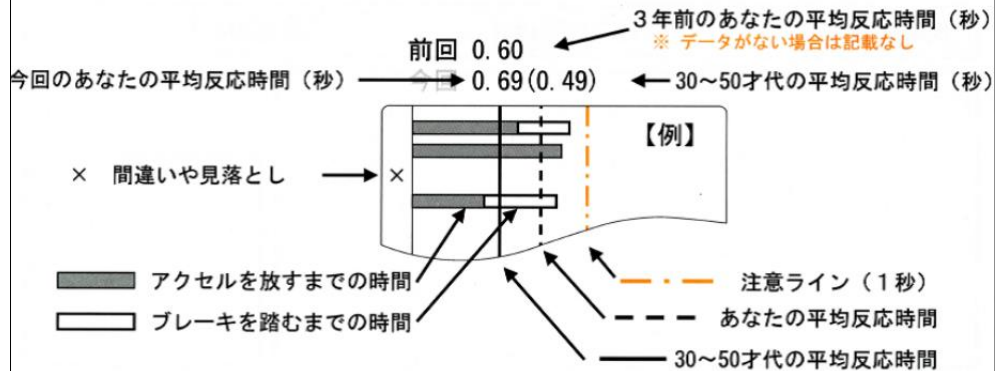 3年前のあなたの平均反応時間（秒）
※ データがない場合は記載なし
前回 0.60
今回のあなたの平均反応時間（秒）
今回 0.69(0.49)
30～50才代の平均反応時間（秒）
【例】
× 間違いや見落とし
×
アクセルを放すまでの時間
ブレーキを踏むまでの時間
注意ライン（1秒）
あなたの平均反応時間
30～50才代の平均反応時間